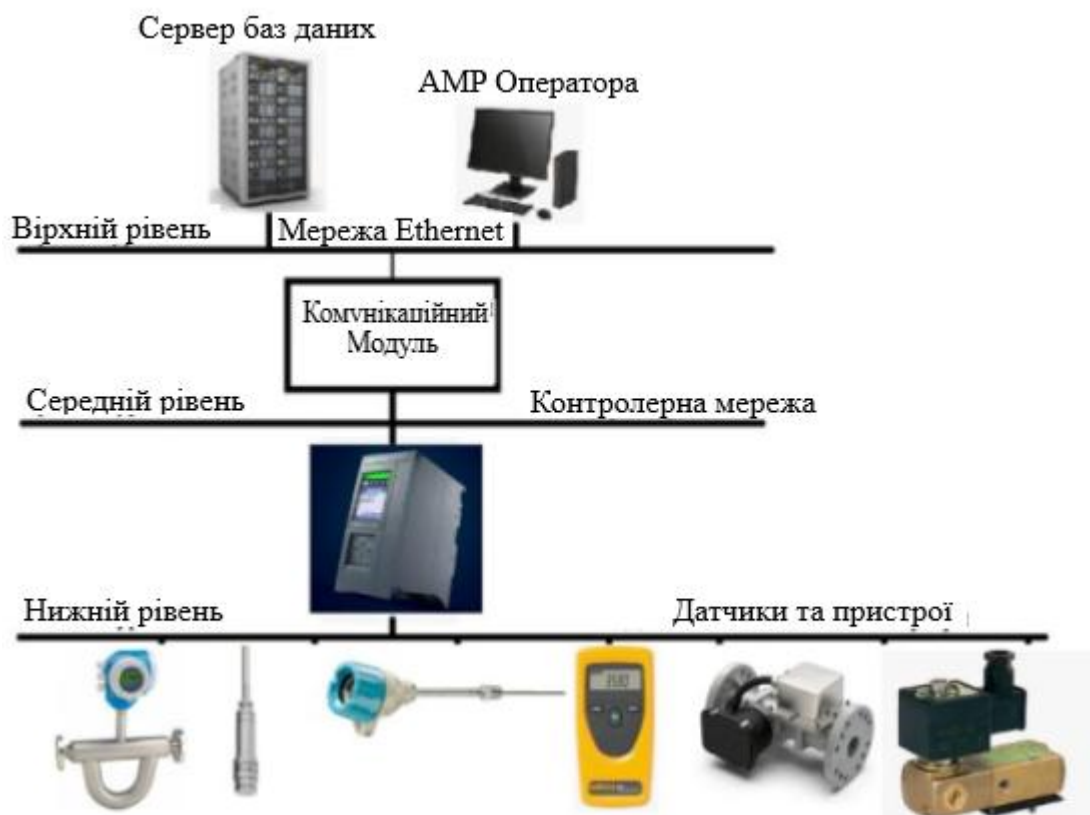 Сервер баз даних
АМР Оператора
Вірхній рівень
Мережа Ethernet
Комунікаційний
Модуль
Середній рівень
Контролерна мережа
Нижній рівень
Датчики та пристрої